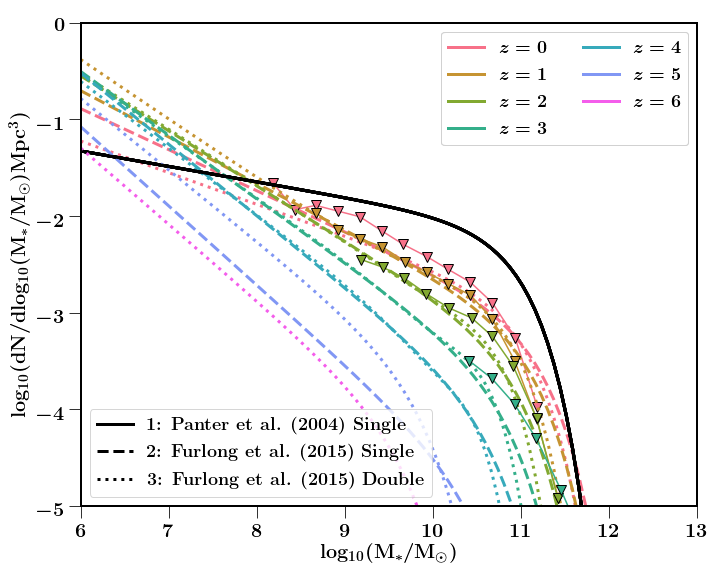 0
−1
−2
−3
−4
−5
log10(dN/dlog10(M*/M⊙)Mpc³)
z = 0
z = 1
z = 2
z = 3
z = 4
z = 5
z = 6
1: Panter et al. (2004) Single
2: Furlong et al. (2015) Single
3: Furlong et al. (2015) Double
6 7 8 9 10 11 12 13
log10(M*/M⊙)